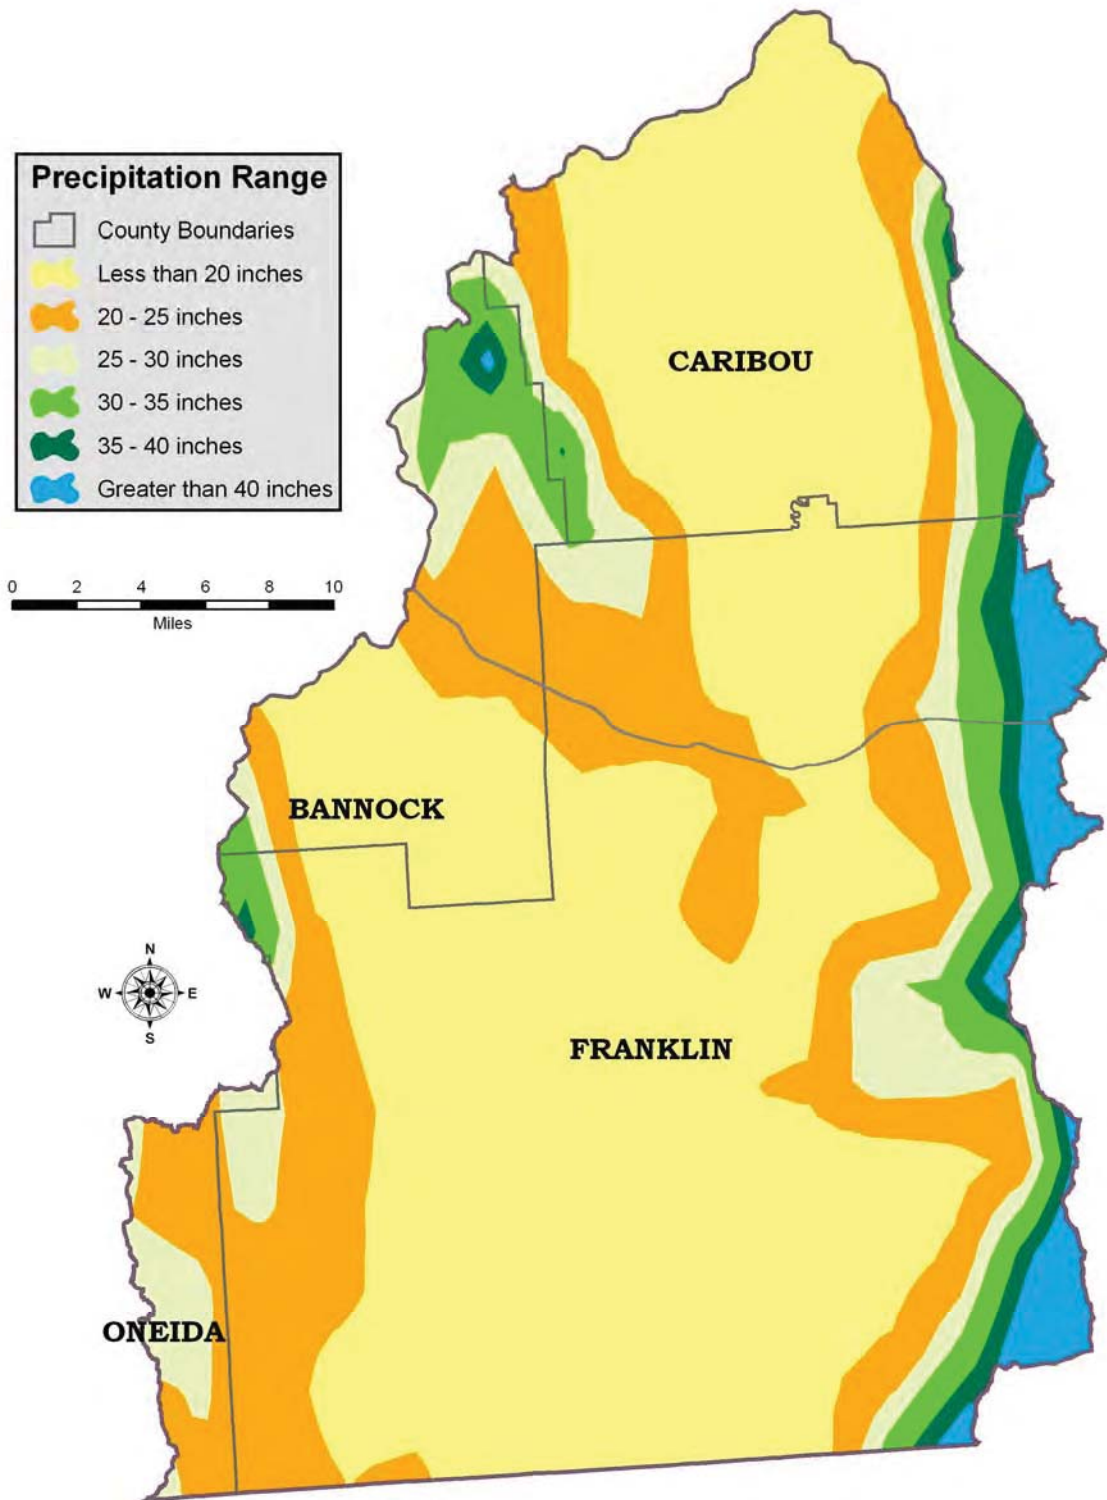 Precipitation Range
County Boundaries
Less than 20 inches
20 - 25 inches
25 - 30 inches
30 - 35 inches
35 - 40 inches
Greater than 40 inches
0 2 4 6 8 10
Miles
CARIBOU
BANNOCK
N
W E
S
FRANKLIN
ONEIDA